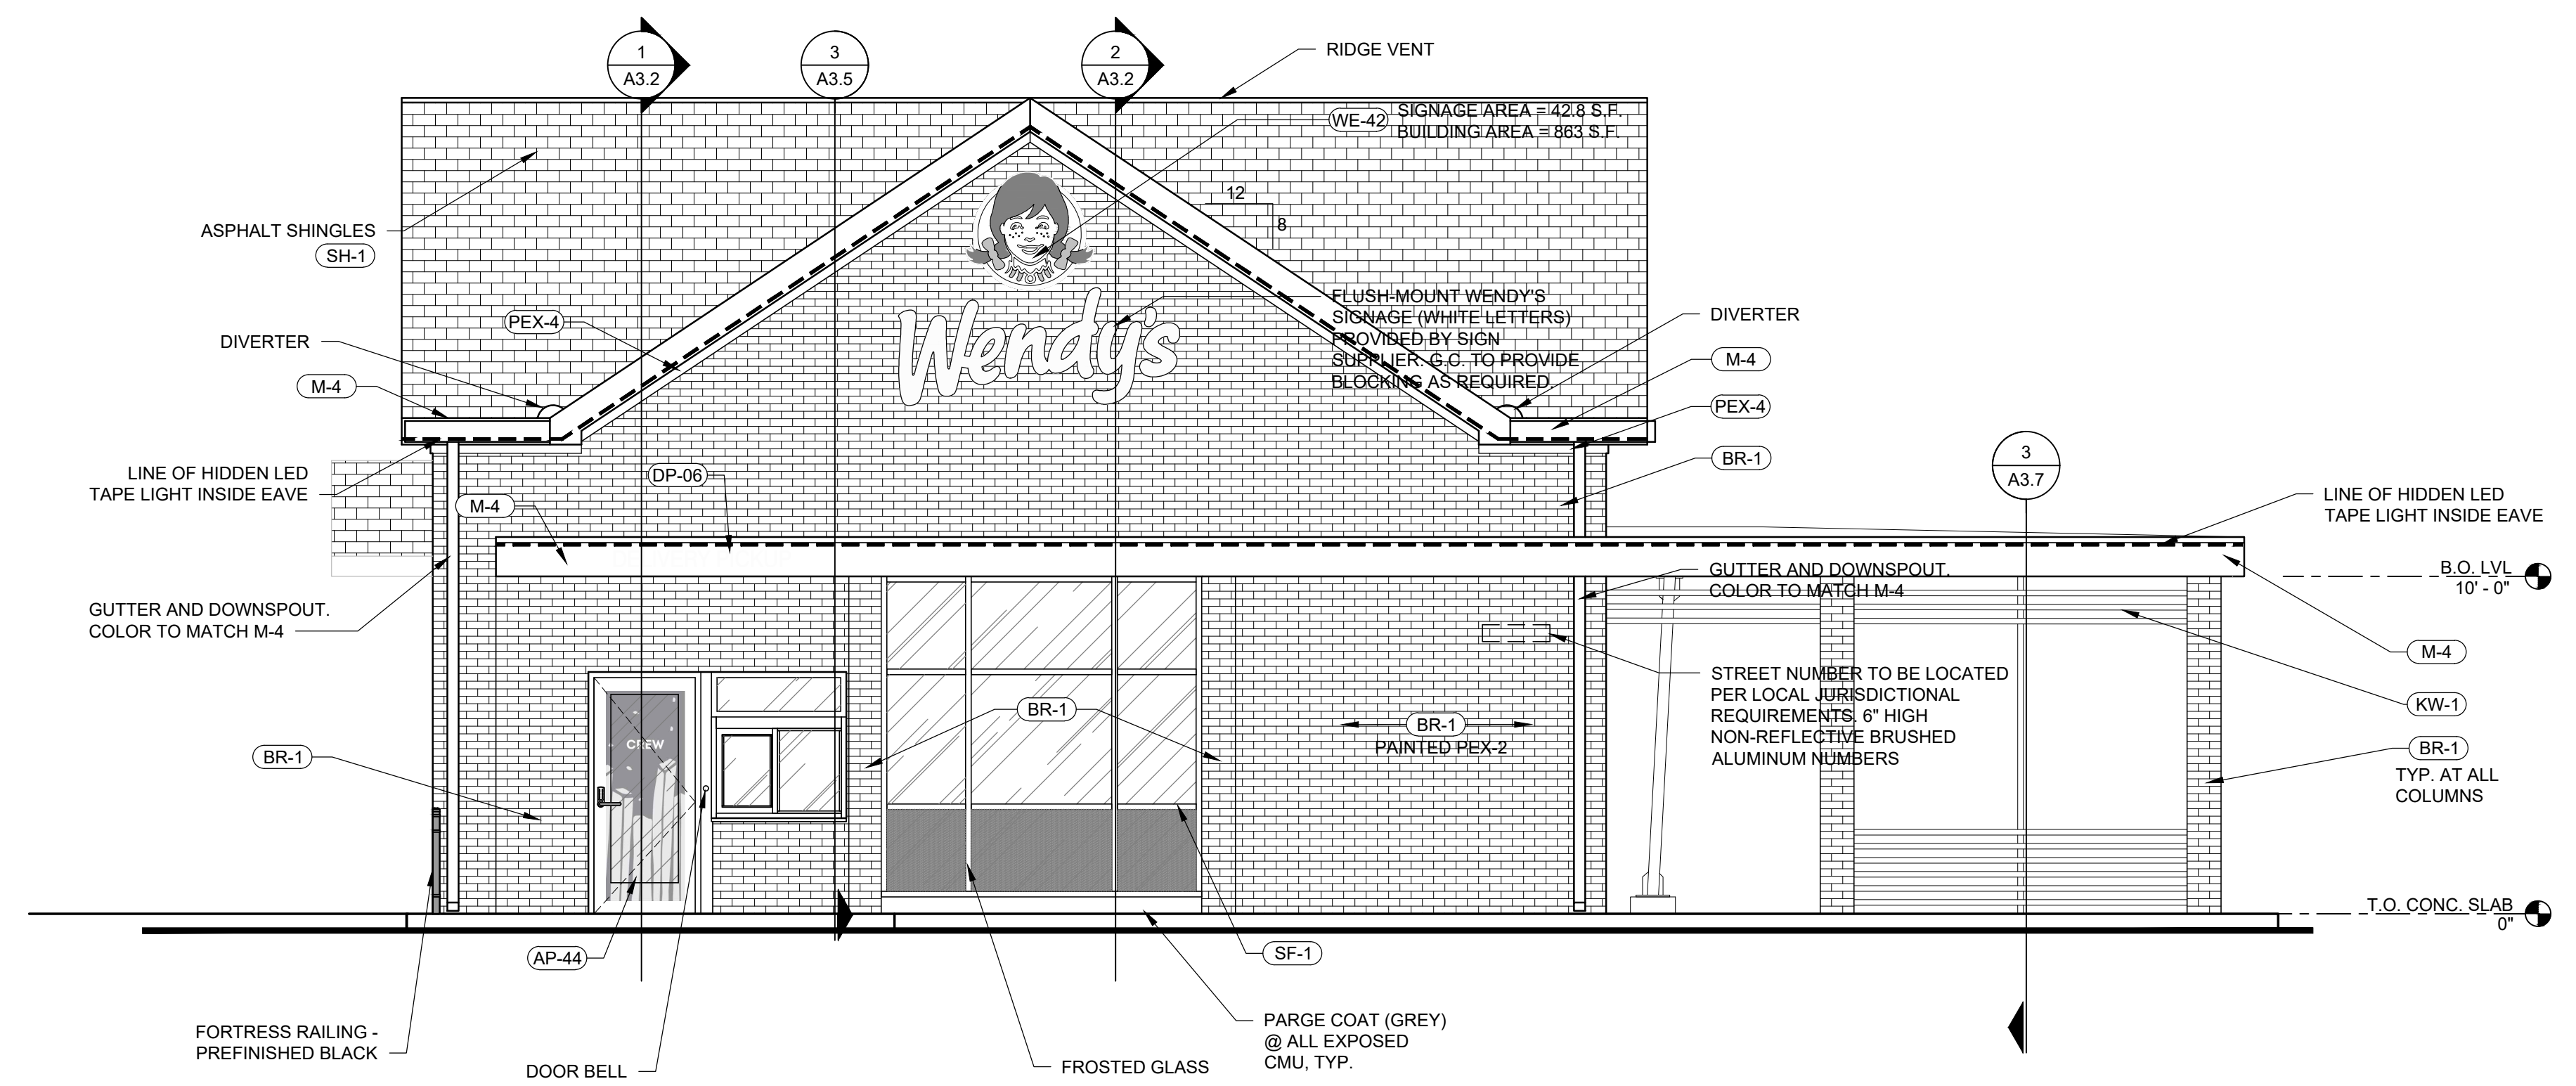 1
A3.2
3
A3.5
2
A3.2
RIDGE VENT
WE-42
SIGNAGE AREA = 42.8 S.F.
BUILDING AREA = 863 S.F.
12
8
ASPHALT SHINGLES
SH-1
PEX-4
DIVERTER
M-4
Wendy's
FLUSH-MOUNT WENDY'S
SIGNAGE (WHITE LETTERS)
PROVIDED BY SIGN
SUPPLIER. G.C. TO PROVIDE
BLOCKING AS REQUIRED.
DIVERTER
M-4
PEX-4
BR-1
LINE OF HIDDEN LED
TAPE LIGHT INSIDE EAVE
DP-06
M-4
3
A3.7
LINE OF HIDDEN LED
TAPE LIGHT INSIDE EAVE
GUTTER AND DOWNSPOUT.
COLOR TO MATCH M-4
GUTTER AND DOWNSPOUT.
COLOR TO MATCH M-4
B.O. LVL
10' - 0"
M-4
STREET NUMBER TO BE LOCATED
PER LOCAL JURISDICTIONAL
REQUIREMENTS. 6" HIGH
NON-REFLECTIVE BRUSHED
ALUMINUM NUMBERS
KW-1
BR-1
TYP. AT ALL
COLUMNS
BR-1
BR-1
BR-1
PAINTED PEX-2
CREW
T.O. CONC. SLAB
0"
AP-44
SF-1
FORTRESS RAILING -
PREFINISHED BLACK
DOOR BELL
FROSTED GLASS
PARGE COAT (GREY)
@ ALL EXPOSED
CMU, TYP.